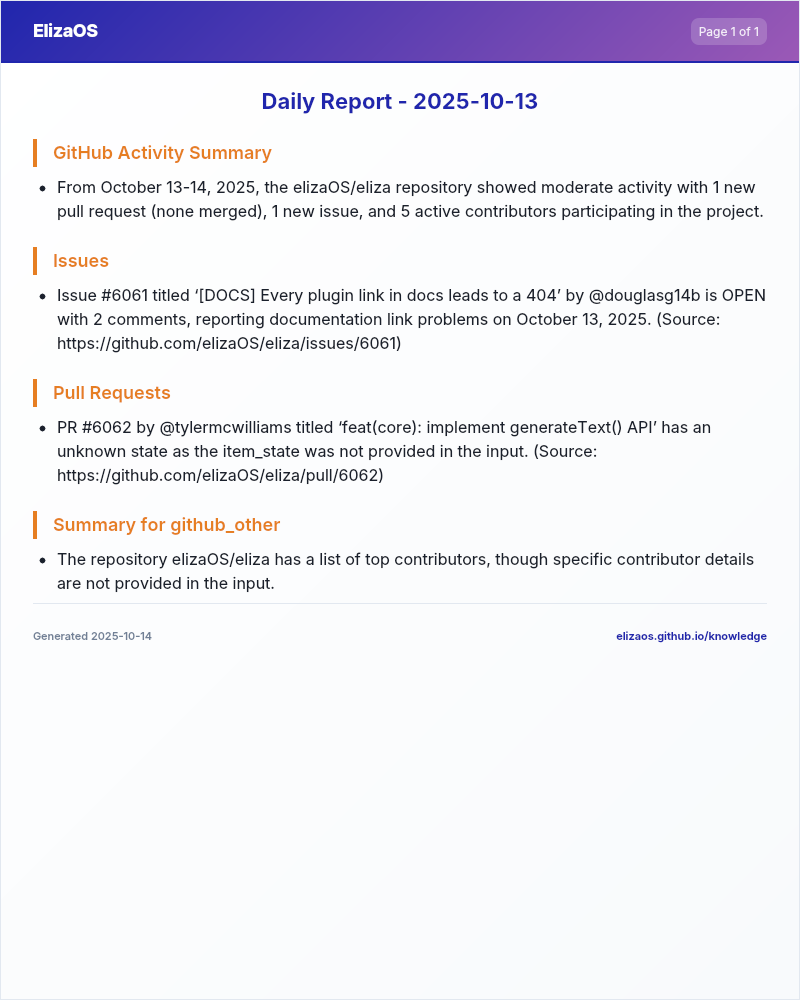 ElizaOS
Page 1 of 1
Daily Report - 2025-10-13
GitHub Activity Summary
• From October 13-14, 2025, the elizaOS/eliza repository showed moderate activity with 1 new
pull request (none merged), 1 new issue, and 5 active contributors participating in the project.
Issues
• Issue #6061 titled ‘[DOCS] Every plugin link in docs leads to a 404’ by @douglasg14b is OPEN
with 2 comments, reporting documentation link problems on October 13, 2025. (Source:
https://github.com/elizaOS/eliza/issues/6061)
Pull Requests
• PR #6062 by @tylermcwilliams titled ‘feat(core): implement generateText() API’ has an
unknown state as the item_state was not provided in the input. (Source:
https://github.com/elizaOS/eliza/pull/6062)
Summary for github_other
• The repository elizaOS/eliza has a list of top contributors, though specific contributor details
are not provided in the input.
Generated 2025-10-14
elizaos.github.io/knowledge